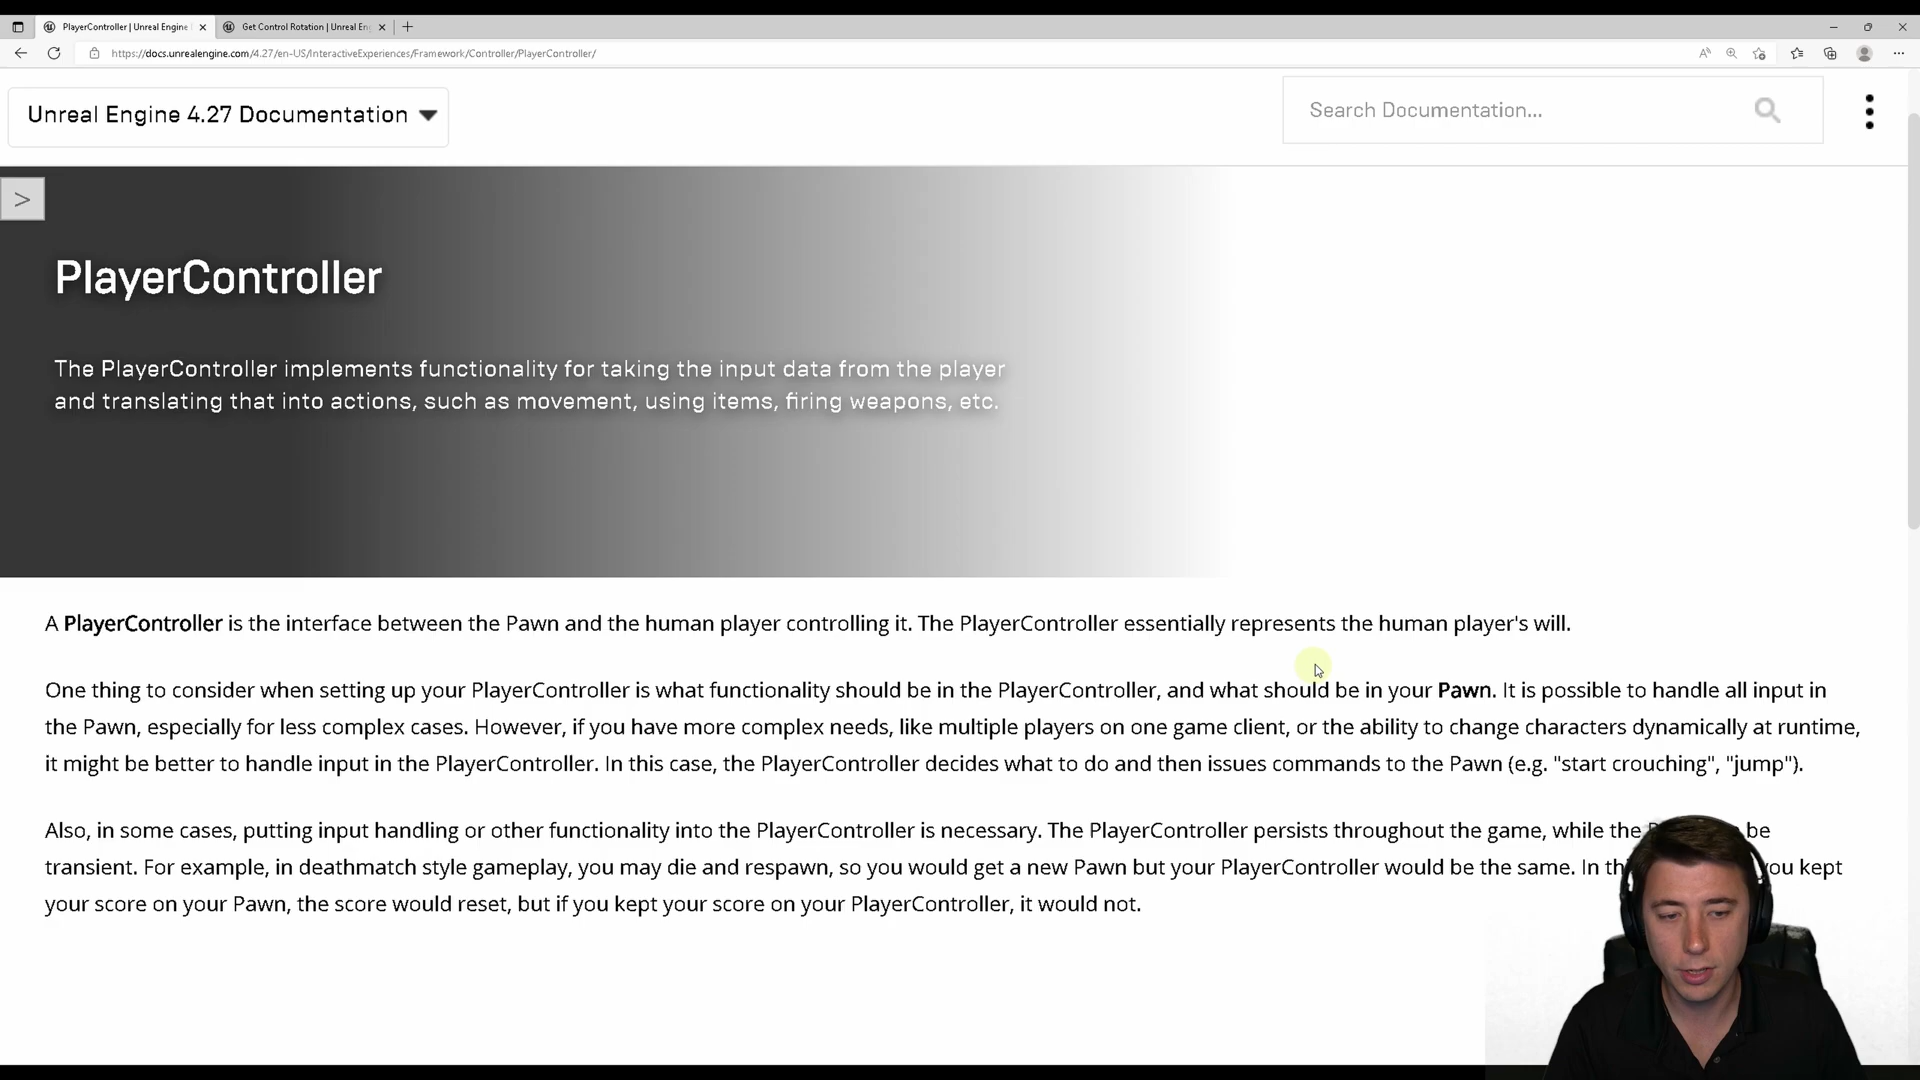 PlayerController | Unreal Engine
Get Control Rotation | Unreal En
https://docs.unrealengine.com/4.27/en-US/InteractiveExperiences/Framework/Controller/PlayerController/
Unreal Engine 4.27 Documentation
Search Documentation...
>
PlayerController
The PlayerController implements functionality for taking the input data from the player
and translating that into actions, such as movement, using items, firing weapons, etc.
A PlayerController is the interface between the Pawn and the human player controlling it. The PlayerController essentially represents the human player's will.
One thing to consider when setting up your PlayerController is what functionality should be in the PlayerController, and what should be in your Pawn. It is possible to handle all input in
the Pawn, especially for less complex cases. However, if you have more complex needs, like multiple players on one game client, or the ability to change characters dynamically at runtime,
it might be better to handle input in the PlayerController. In this case, the PlayerController decides what to do and then issues commands to the Pawn (e.g. "start crouching", "jump").
Also, in some cases, putting input handling or other functionality into the PlayerController is necessary. The PlayerController persists throughout the game, while the be
transient. For example, in deathmatch style gameplay, you may die and respawn, so you would get a new Pawn but your PlayerController would be the same. In you kept
your score on your Pawn, the score would reset, but if you kept your score on your PlayerController, it would not.